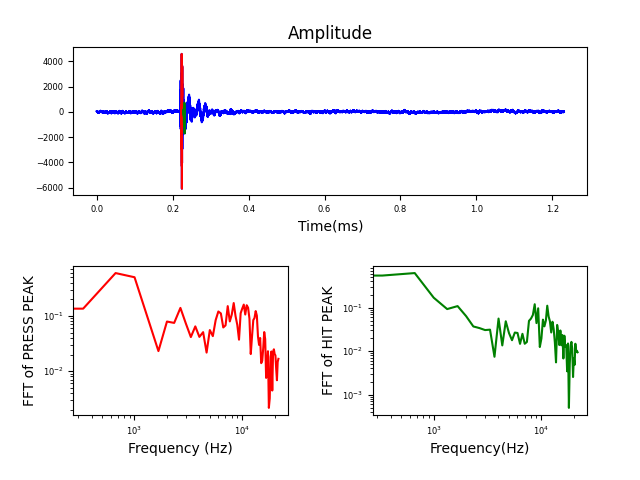 Amplitude
4000
2000
0
−2000
−4000
−6000
0.0 0.2 0.4 0.6 0.8 1.0 1.2
Time(ms)
FFT of PRESS PEAK
10⁻¹
10⁻²
10³ 10⁴
Frequency (Hz)
FFT of HIT PEAK
10⁻¹
10⁻²
10⁻³
10³ 10⁴
Frequency(Hz)